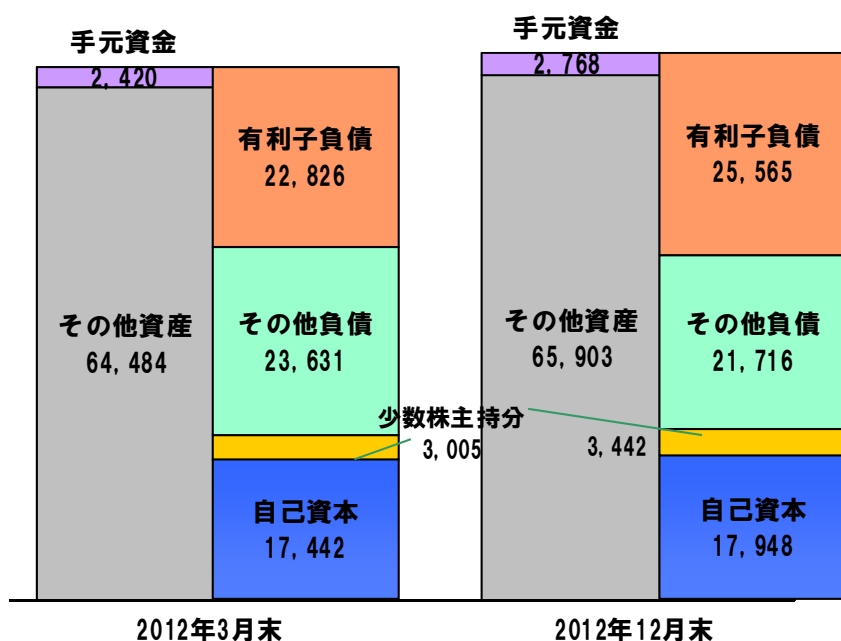 手元資金
2,420
その他資産
64,484
有利子負債
22,826
その他負債
23,631
少数株主持分
3,005
自己資本
17,442
2012年3月末
手元資金
2,768
その他資産
65,903
有利子負債
25,565
その他負債
21,716
3,442
自己資本
17,948
2012年12月末